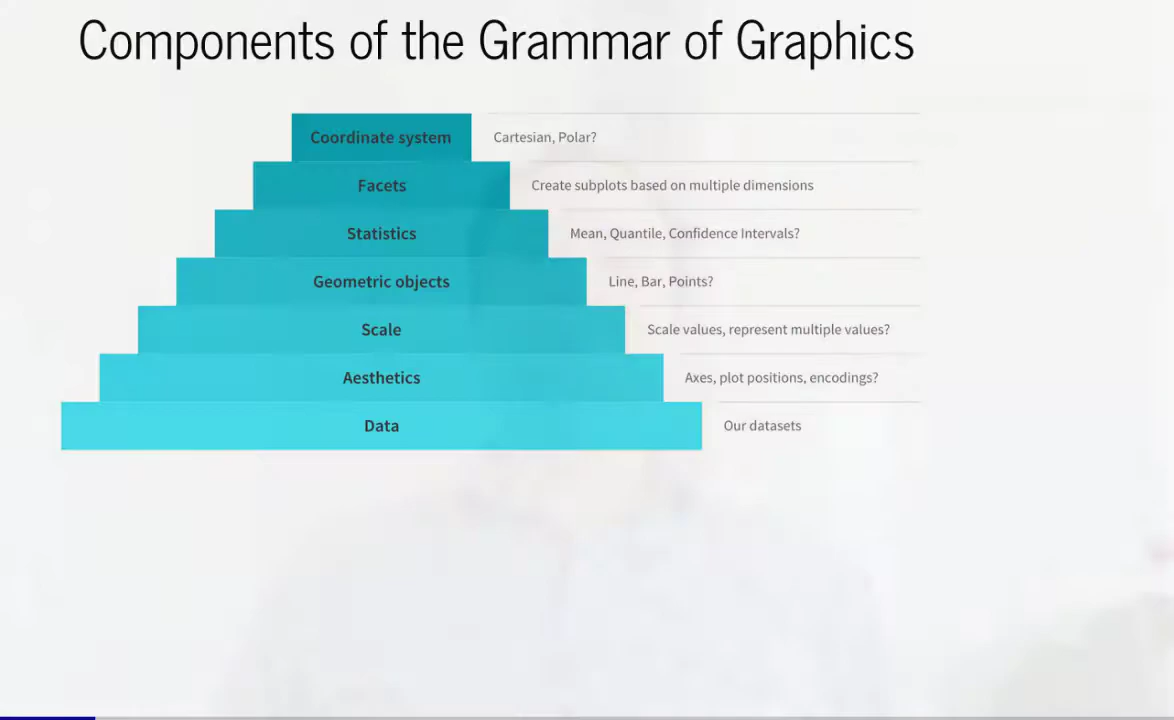 Components of the Grammar of Graphics
Coordinate system Cartesian, Polar?
Facets Create subplots based on multiple dimensions
Statistics Mean, Quantile, Confidence Intervals?
Geometric objects Line, Bar, Points?
Scale Scale values, represent multiple values?
Aesthetics Axes, plot positions, encodings?
Data Our datasets